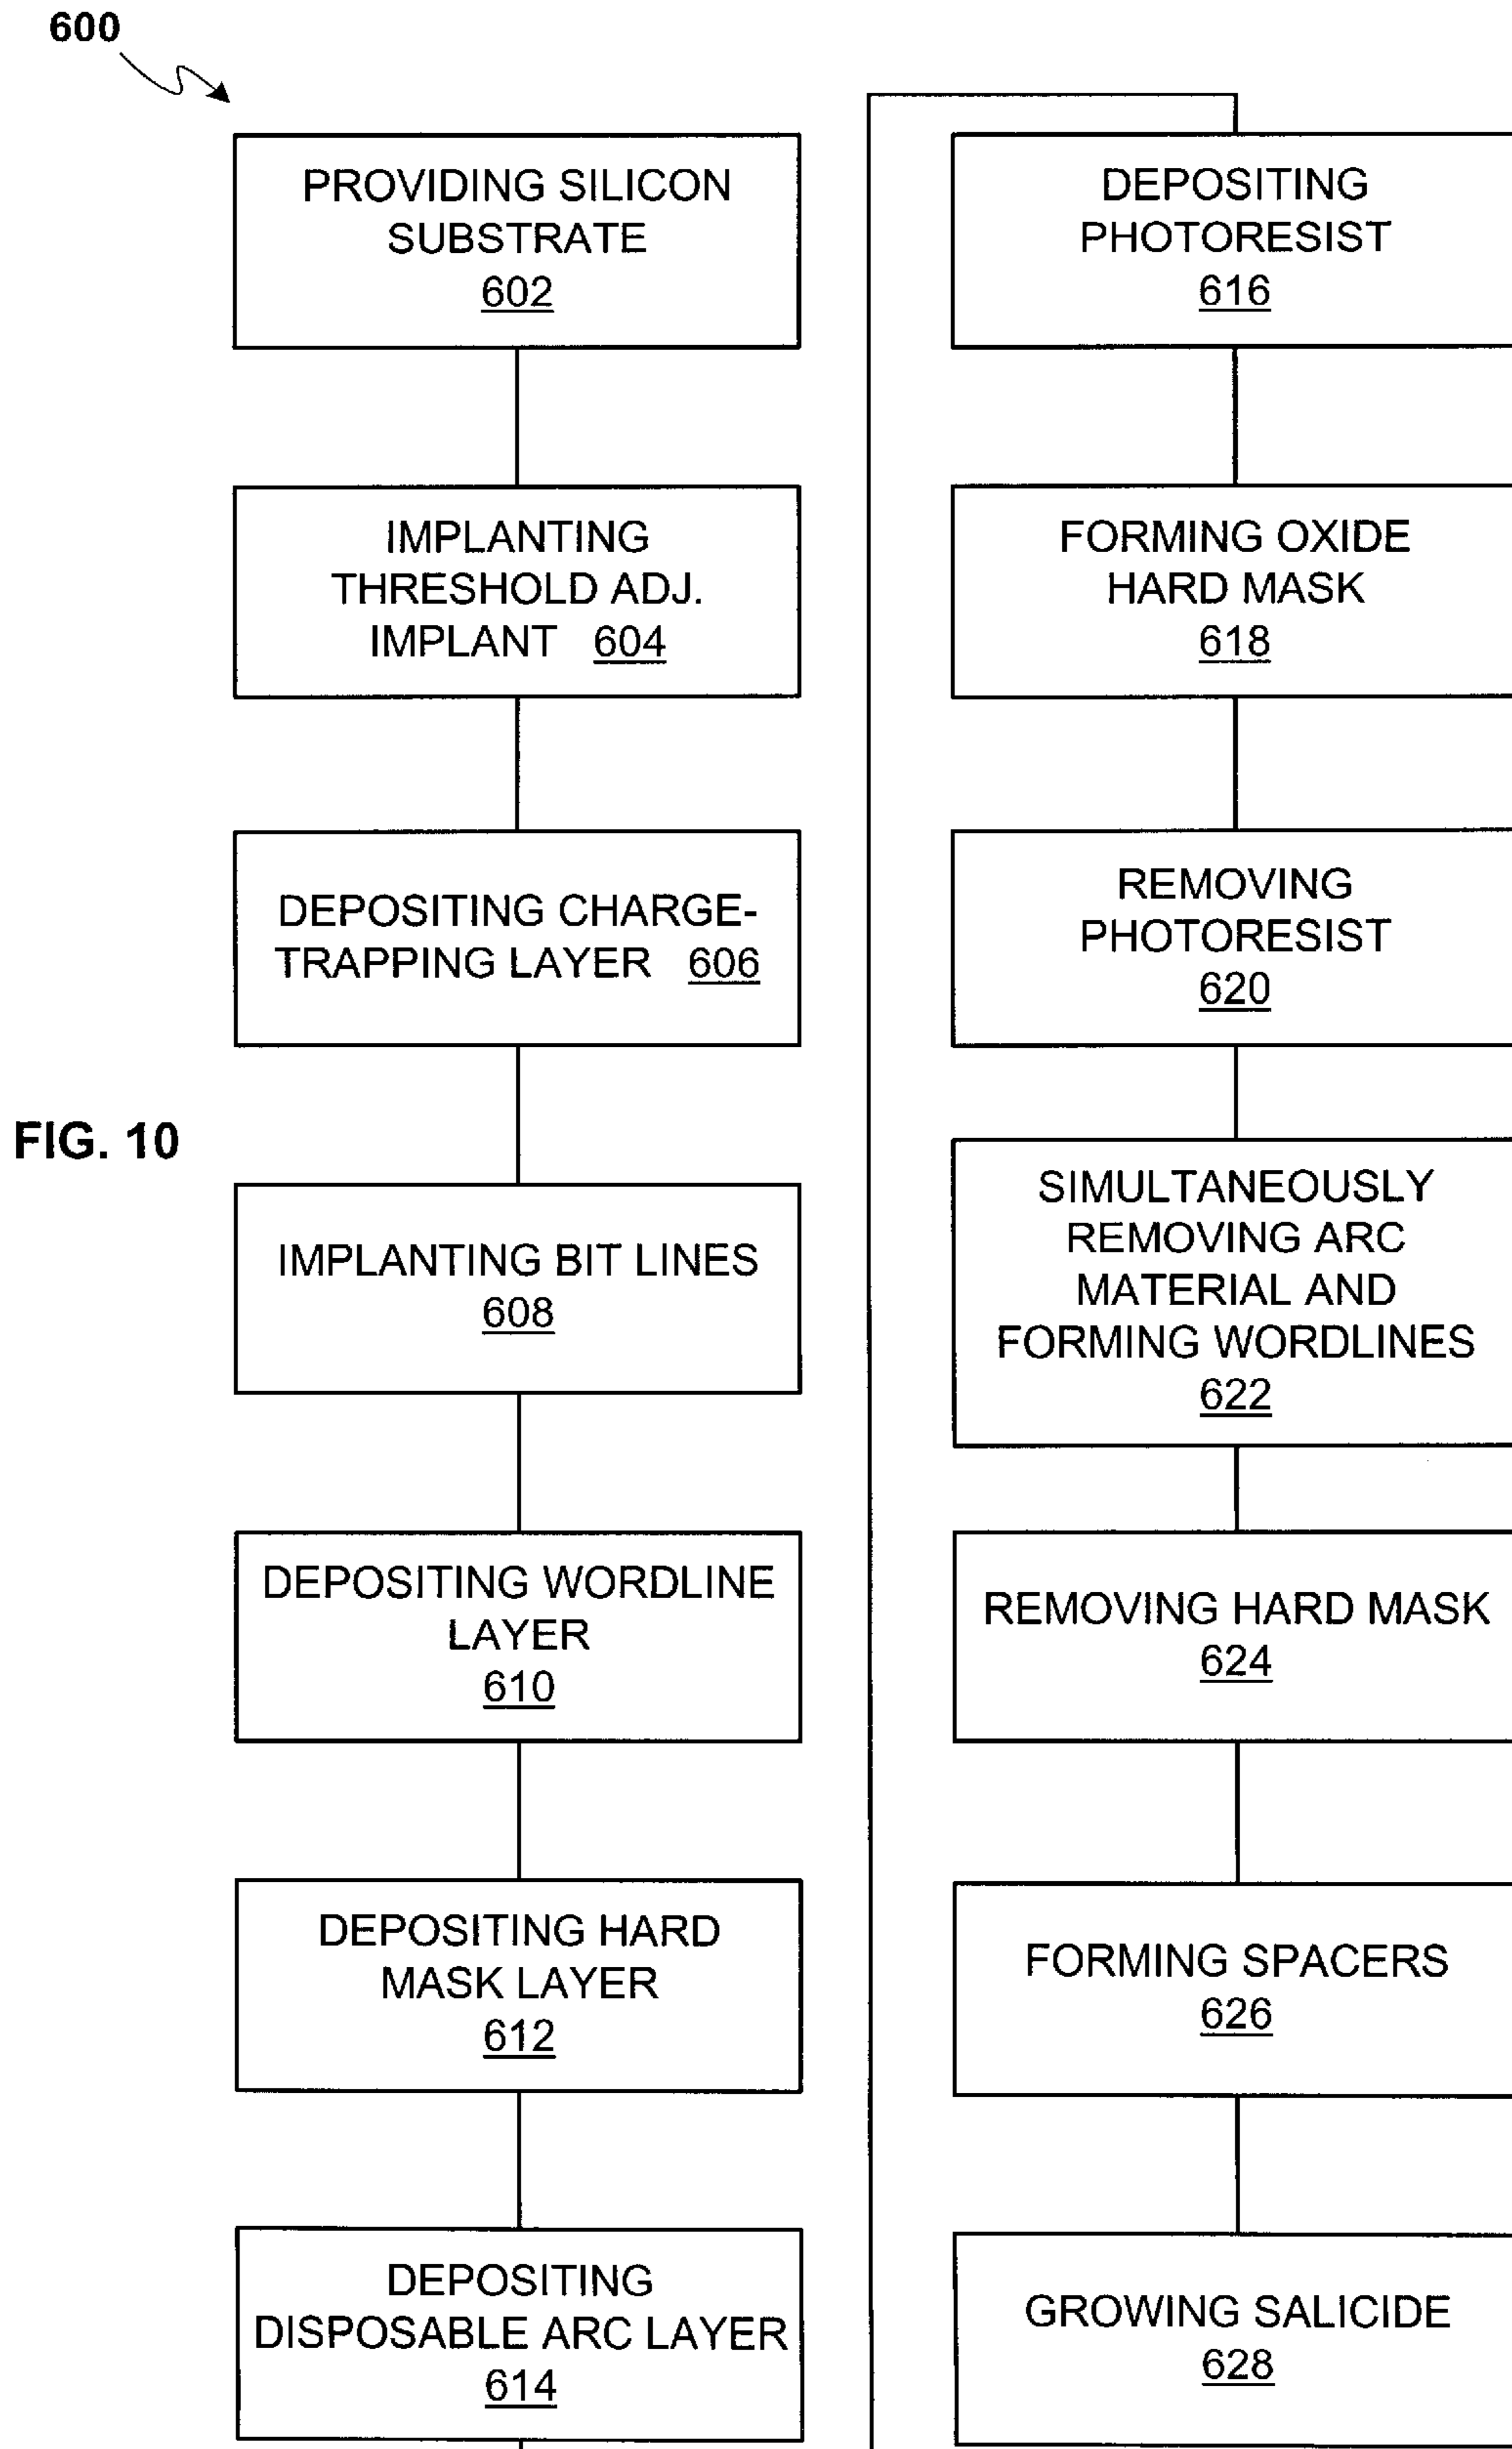 600
PROVIDING SILICON
SUBSTRATE
602
IMPLANTING
THRESHOLD ADJ.
IMPLANT 604
DEPOSITING CHARGE-
TRAPPING LAYER 606
FIG. 10
IMPLANTING BIT LINES
608
DEPOSITING WORDLINE
LAYER
610
DEPOSITING HARD
MASK LAYER
612
DEPOSITING
DISPOSABLE ARC LAYER
614
DEPOSITING
PHOTORESIST
616
FORMING OXIDE
HARD MASK
618
REMOVING
PHOTORESIST
620
SIMULTANEOUSLY
REMOVING ARC
MATERIAL AND
FORMING WORDLINES
622
REMOVING HARD MASK
624
FORMING SPACERS
626
GROWING SALICIDE
628